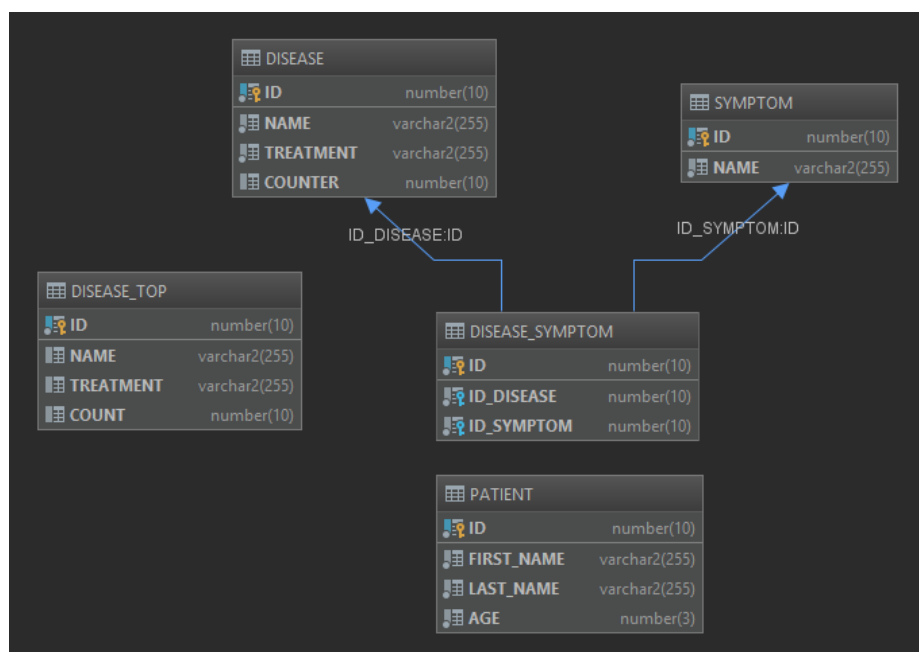 DISEASE
ID number(10)
NAME varchar2(255)
TREATMENT varchar2(255)
COUNTER number(10)
SYMPTOM
ID number(10)
NAME varchar2(255)
ID_DISEASE:ID
ID_SYMPTOM:ID
DISEASE_TOP
ID number(10)
NAME varchar2(255)
TREATMENT varchar2(255)
COUNT number(10)
DISEASE_SYMPTOM
ID number(10)
ID_DISEASE number(10)
ID_SYMPTOM number(10)
PATIENT
ID number(10)
FIRST_NAME varchar2(255)
LAST_NAME varchar2(255)
AGE number(3)